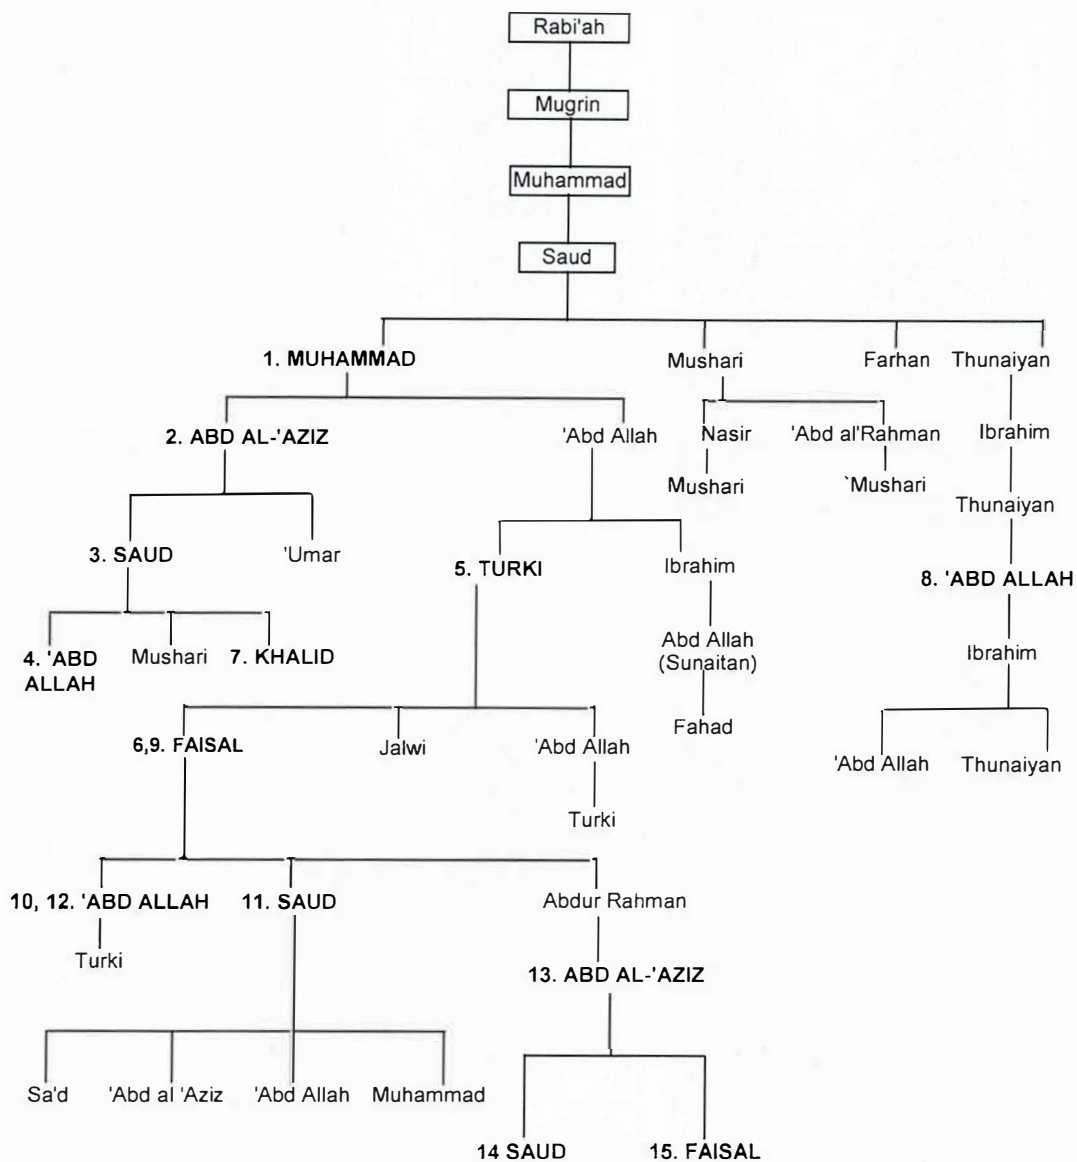 Rabi'ah
Mugrin
Muhammad
Saud
1. MUHAMMAD
Mushari
Farhan
Thunaiyan
2. ABD AL-'AZIZ
'Abd Allah
Nasir
'Abd al'Rahman
Ibrahim
Mushari
`Mushari
Thunaiyan
3. SAUD
'Umar
5. TURKI
Ibrahim
8. 'ABD ALLAH
4. 'ABD
ALLAH
Mushari
7. KHALID
Abd Allah
(Sunaitan)
Ibrahim
Fahad
6,9. FAISAL
Jalwi
'Abd Allah
'Abd Allah
Thunaiyan
Turki
10, 12. 'ABD ALLAH
11. SAUD
Abdur Rahman
Turki
13. ABD AL-'AZIZ
Sa'd
'Abd al 'Aziz
'Abd Allah
Muhammad
14 SAUD
15. FAISAL